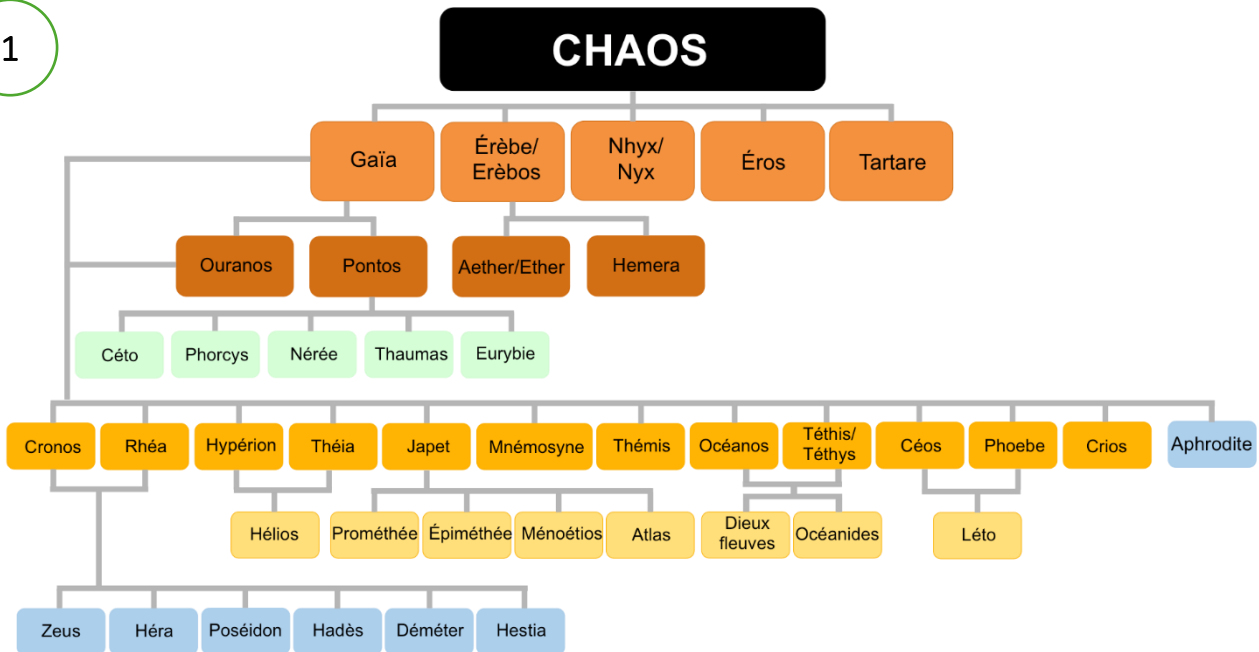 1
CHAOS
Gaïa
Érèbe/
Erèbos
Nhyx/
Nyx
Éros
Tartare
Ouranos
Pontos
Aether/Ether
Hemera
Céto
Phorcys
Nérée
Thaumas
Eurybie
Cronos
Rhéa
Hypérion
Théia
Japet
Mnémosyne
Thémis
Océanos
Téthis/
Téthys
Céos
Phoebe
Crios
Aphrodite
Hélios
Prométhée
Épiméthée
Ménoétios
Atlas
Dieux
fleuves
Océanides
Léto
Zeus
Héra
Poséidon
Hadès
Déméter
Hestia